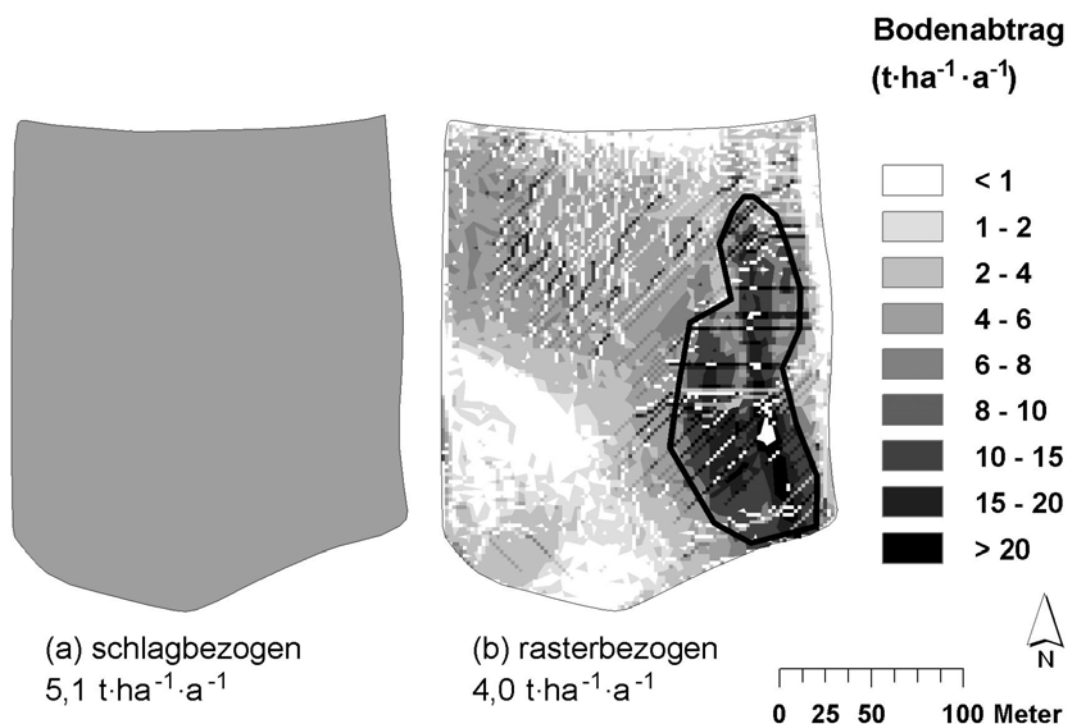 Bodenabtrag
(t·ha⁻¹·a⁻¹)
< 1
1 - 2
2 - 4
4 - 6
6 - 8
8 - 10
10 - 15
15 - 20
> 20
(a) schlagbezogen
5,1 t·ha⁻¹·a⁻¹
(b) rasterbezogen
4,0 t·ha⁻¹·a⁻¹
N
0 25 50 100 Meter